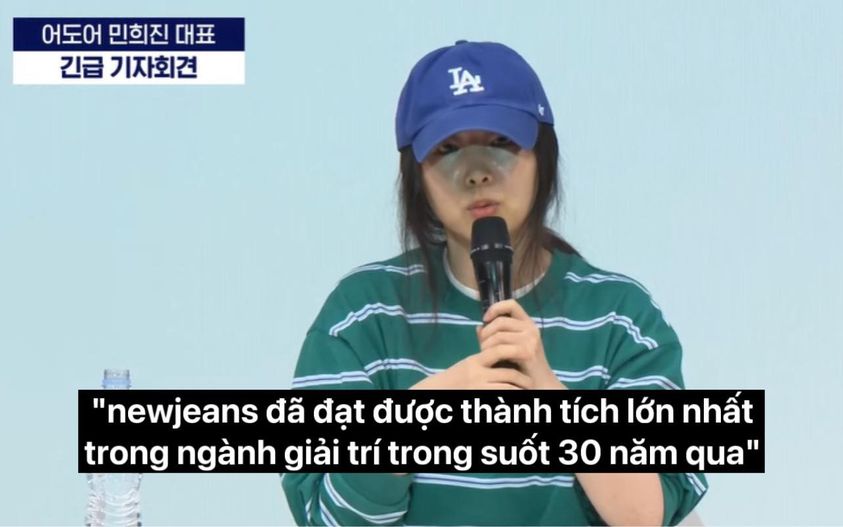 어도어 민희진 대표
긴급 기자회견
LA
"newjeans đã đạt được thành tích lớn nhất
trong ngành giải trí trong suốt 30 năm qua"